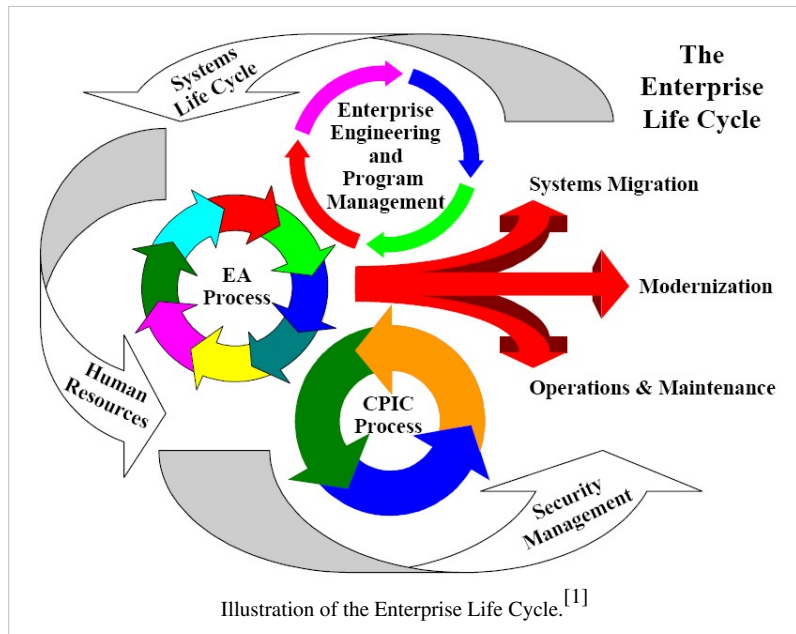 The
Enterprise
Life Cycle
Systems
Life Cycle
Enterprise
Engineering
and
Program
Management
Systems Migration
EA
Process
Modernization
Human
Resources
CPIC
Process
Operations & Maintenance
Security
Management
Illustration of the Enterprise Life Cycle.[1]